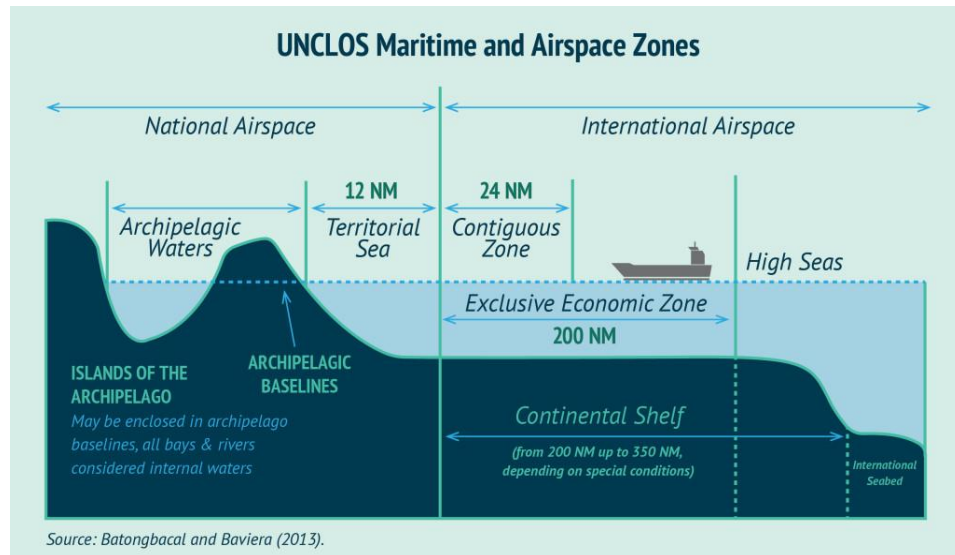 UNCLOS Maritime and Airspace Zones
National Airspace
International Airspace
12 NM
24 NM
Archipelagic
Waters
Territorial
Sea
Contiguous
Zone
High Seas
Exclusive Economic Zone
200 NM
ARCHIPELAGIC
BASELINES
ISLANDS OF THE
ARCHIPELAGO
May be enclosed in archipelago
baselines, all bays & rivers
considered internal waters
Continental Shelf
(from 200 NM up to 350 NM,
depending on special conditions)
International
Seabed
Source: Batongbacal and Baviera (2013).